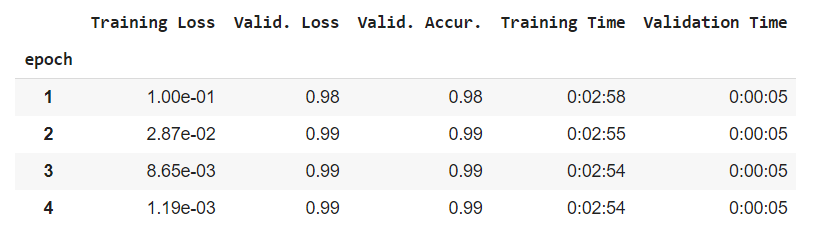 Training Loss Valid. Loss Valid. Accur. Training Time Validation Time
epoch
1 1.00e-01 0.98 0.98 0:02:58 0:00:05
2 2.87e-02 0.99 0.99 0:02:55 0:00:05
3 8.65e-03 0.99 0.99 0:02:54 0:00:05
4 1.19e-03 0.99 0.99 0:02:54 0:00:05